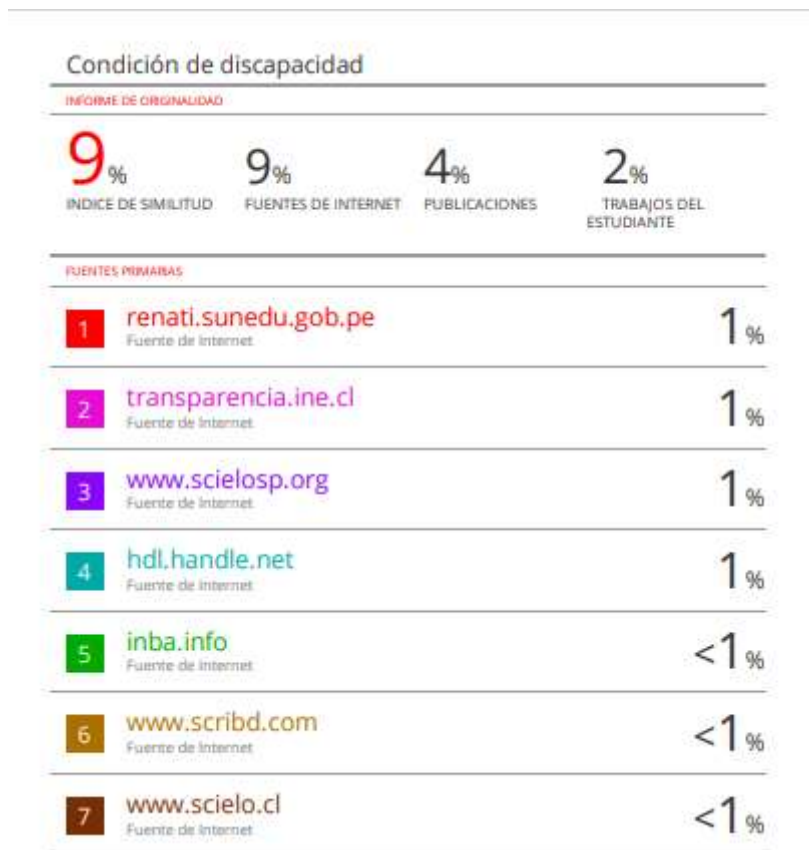 Condición de discapacidad
INFORME DE ORIGINALIDAD
9% 9% 4% 2%
INDICE DE SIMILITUD FUENTES DE INTERNET PUBLICACIONES TRABAJOS DEL
ESTUDIANTE
FUENTES PRIMARIAS
1 renati.sunedu.gob.pe 1%
Fuente de Internet
2 transparencia.ine.cl 1%
Fuente de Internet
3 www.scielosp.org 1%
Fuente de Internet
4 hdl.handle.net 1%
Fuente de Internet
5 inba.info <1%
Fuente de Internet
6 www.scribd.com <1%
Fuente de Internet
7 www.scielo.cl <1%
Fuente de Internet